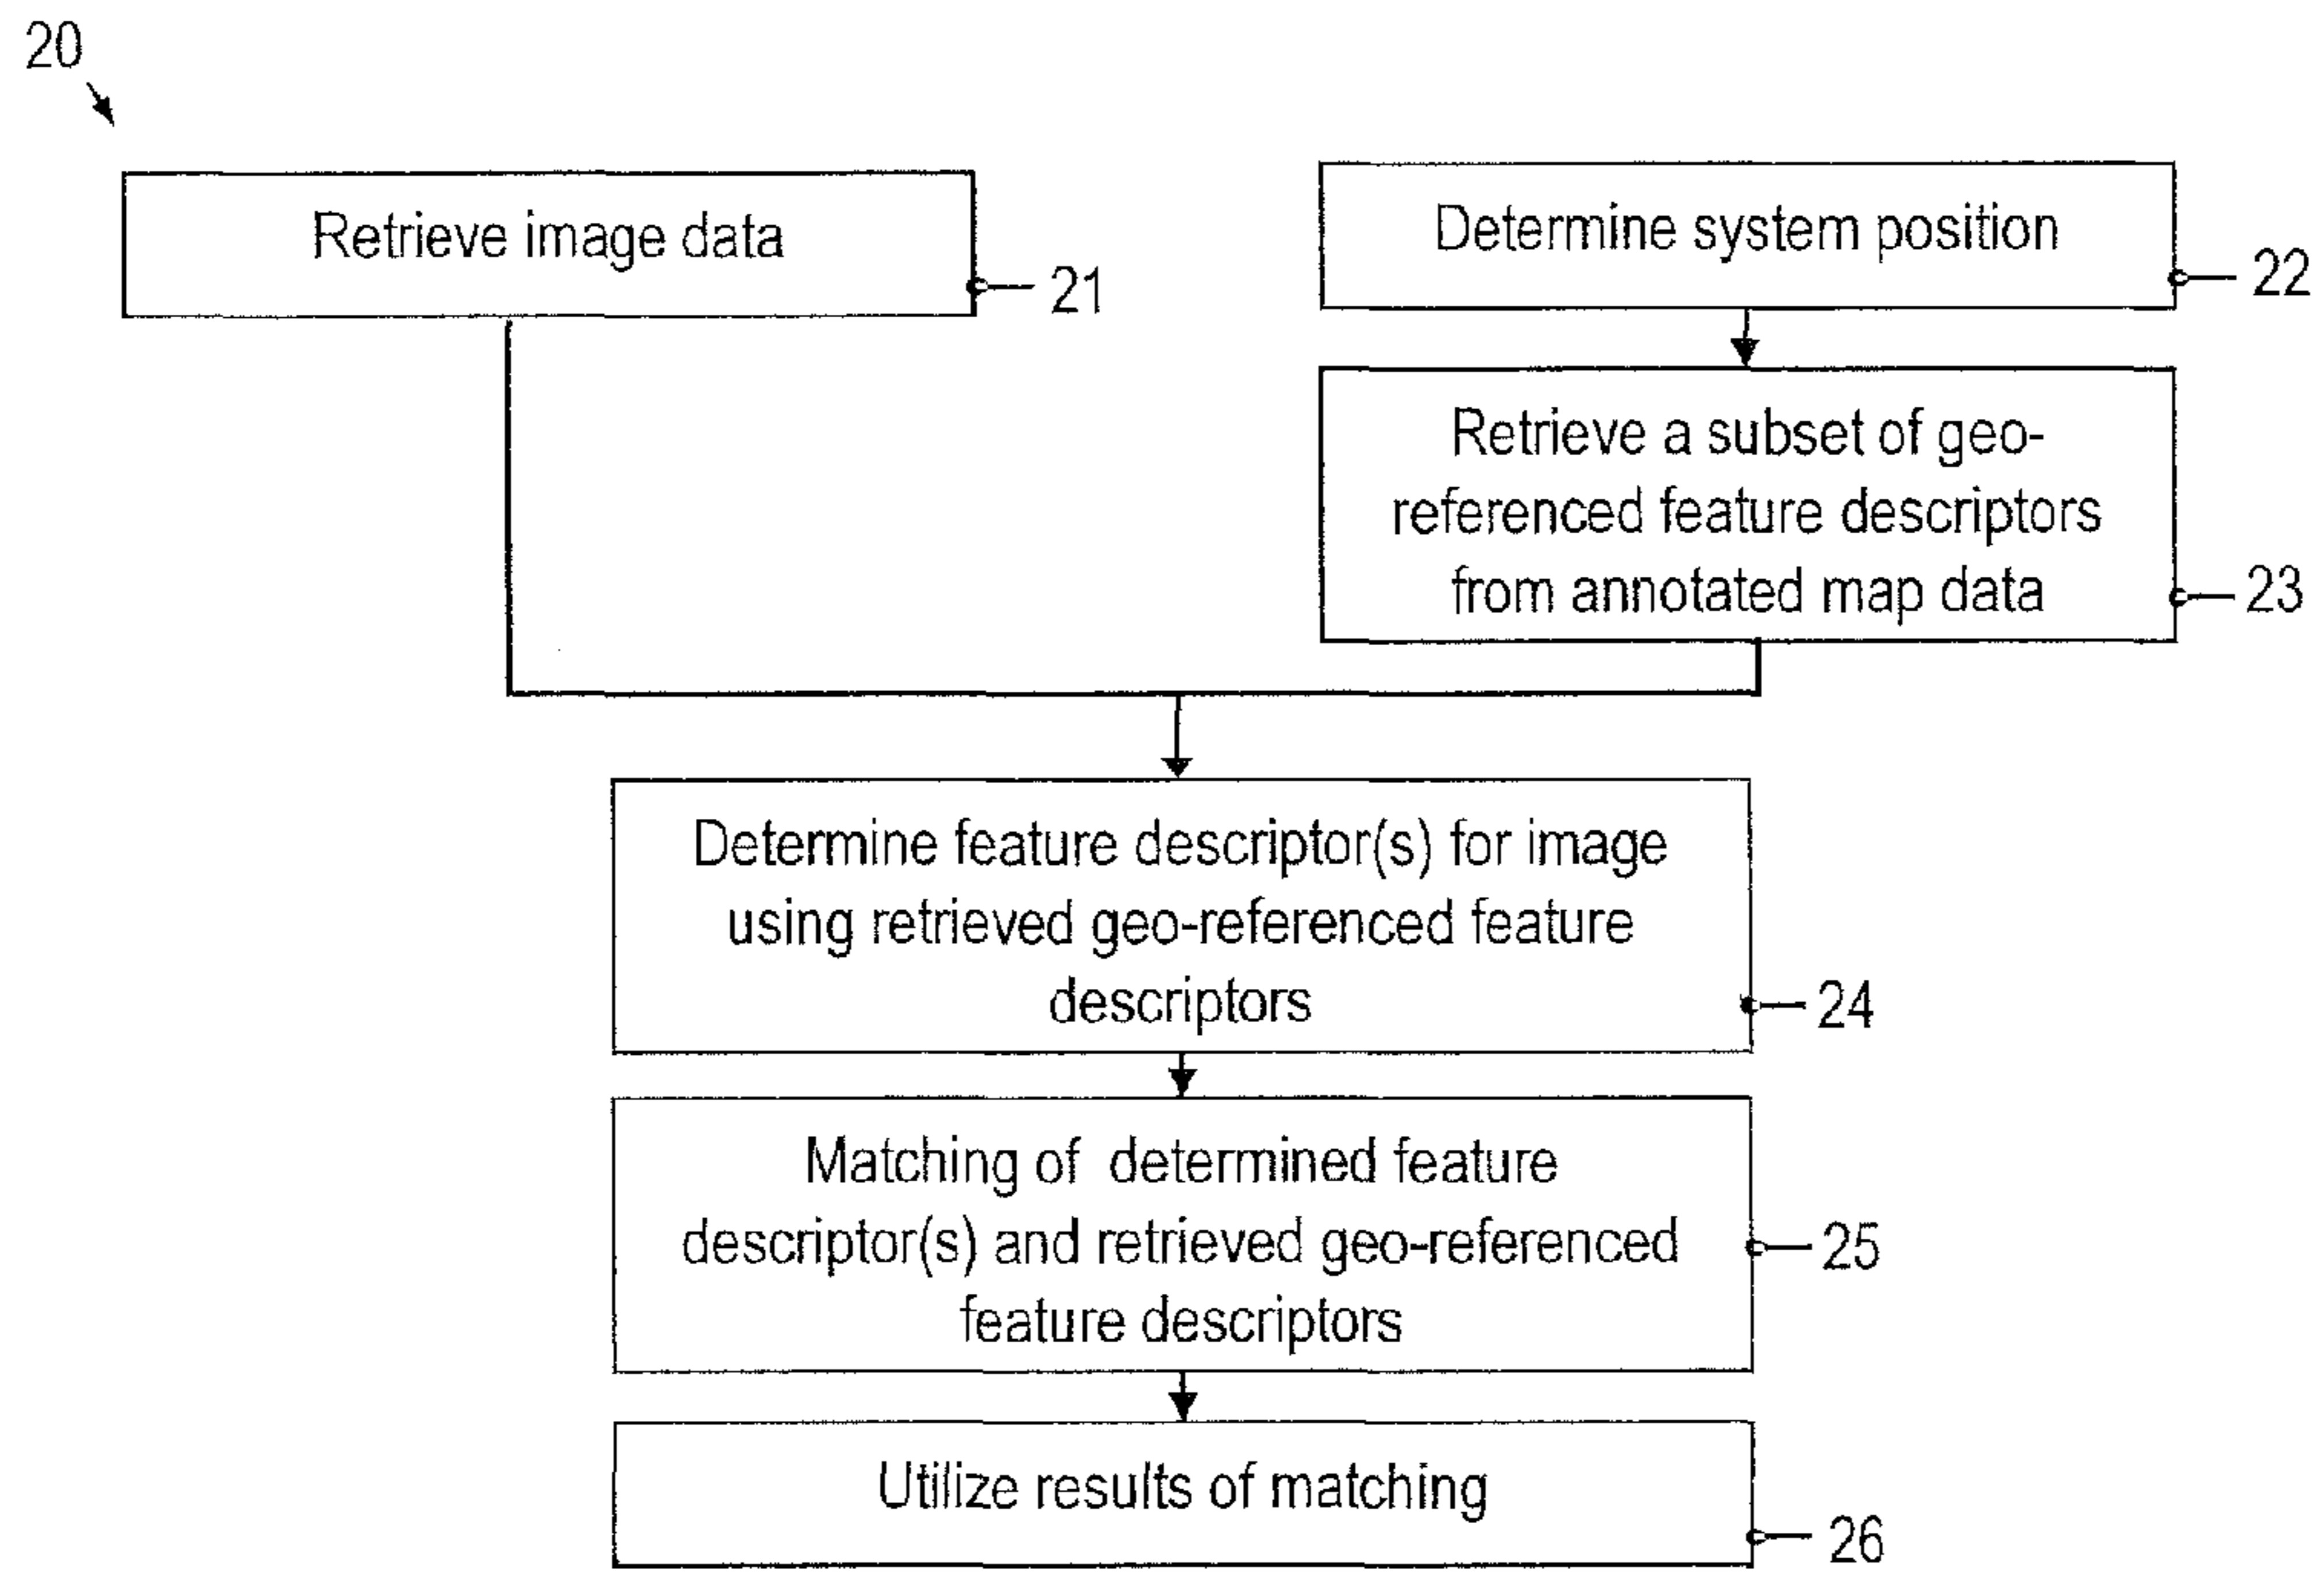 20
Retrieve image data
21
Determine system position
22
Retrieve a subset of geo-
referenced feature descriptors
from annotated map data
23
Determine feature descriptor(s) for image
using retrieved geo-referenced feature
descriptors
24
Matching of determined feature
descriptor(s) and retrieved geo-referenced
feature descriptors
25
Utilize results of matching
26